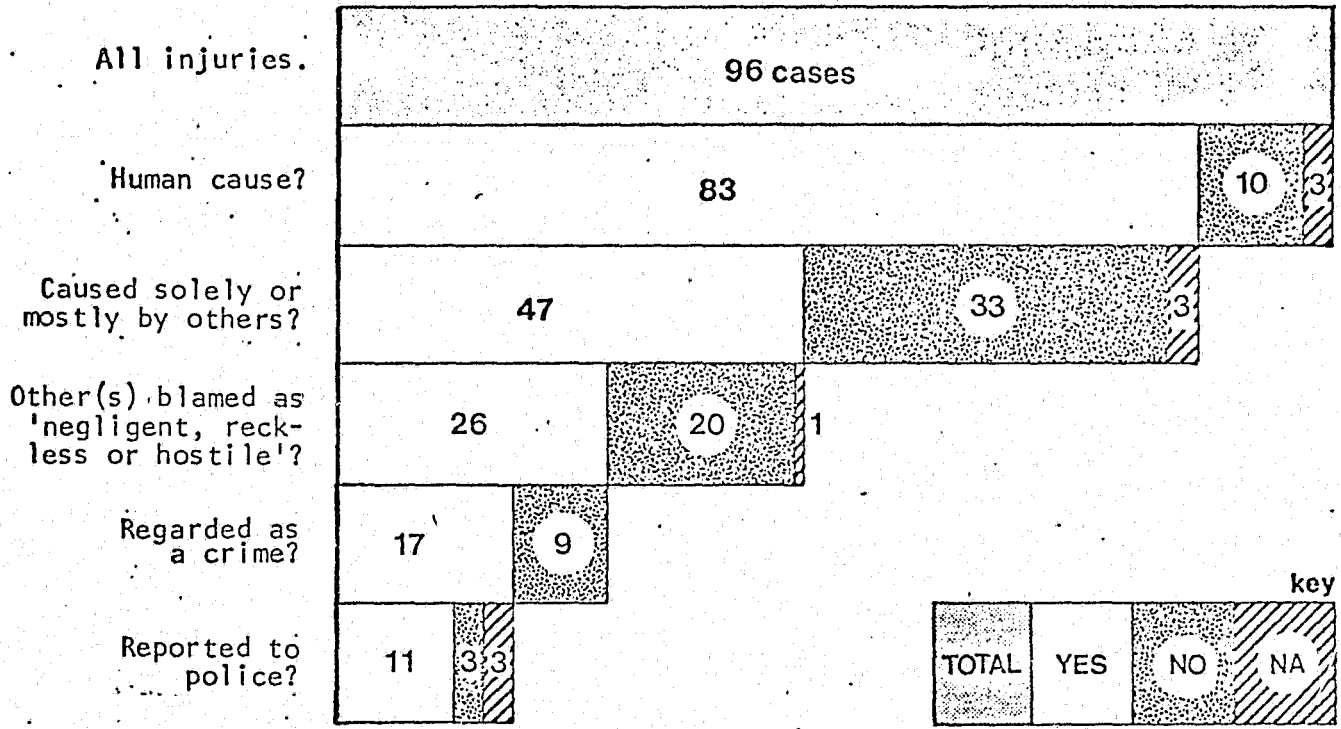 All injuries.
96 cases
Human cause?
83
10
3
Caused solely or
mostly by others?
47
33
3
Other(s) blamed as
'negligent, reck-
less or hostile'?
26
20
1
Regarded as
a crime?
17
9
Reported to
police?
11
3
3
key
TOTAL
YES
NO
NA